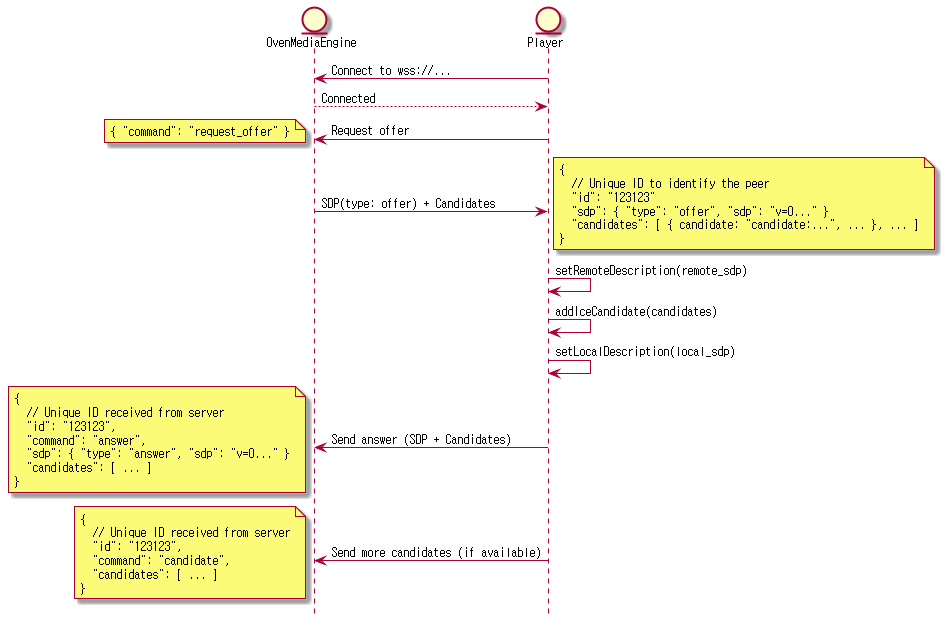 OvenMediaEngine
Player
Connect to wss://...
Connected
{ "command": "request_offer" }
Request offer
SDP(type: offer) + Candidates
{
// Unique ID to identify the peer
"id": "123123"
"sdp": { "type": "offer", "sdp": "v=0..." }
"candidates": [ { candidate: "candidate:...", ... }, ... ]
}
setRemoteDescription(remote_sdp)
addIceCandidate(candidates)
setLocalDescription(local_sdp)
{
// Unique ID received from server
"id": "123123",
"command": "answer",
"sdp": { "type": "answer", "sdp": "v=0..." }
"candidates": [ ... ]
}
Send answer (SDP + Candidates)
{
// Unique ID received from server
"id": "123123",
"command": "candidate",
"candidates": [ ... ]
}
Send more candidates (if available)